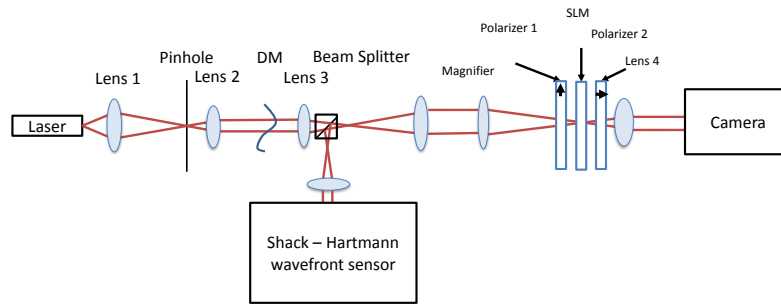 SLM
Polarizer 1
Polarizer 2
Pinhole
DM
Beam Splitter
Lens 1
Lens 2
Lens 3
Magnifier
Lens 4
Laser
Camera
Shack – Hartmann
wavefront sensor